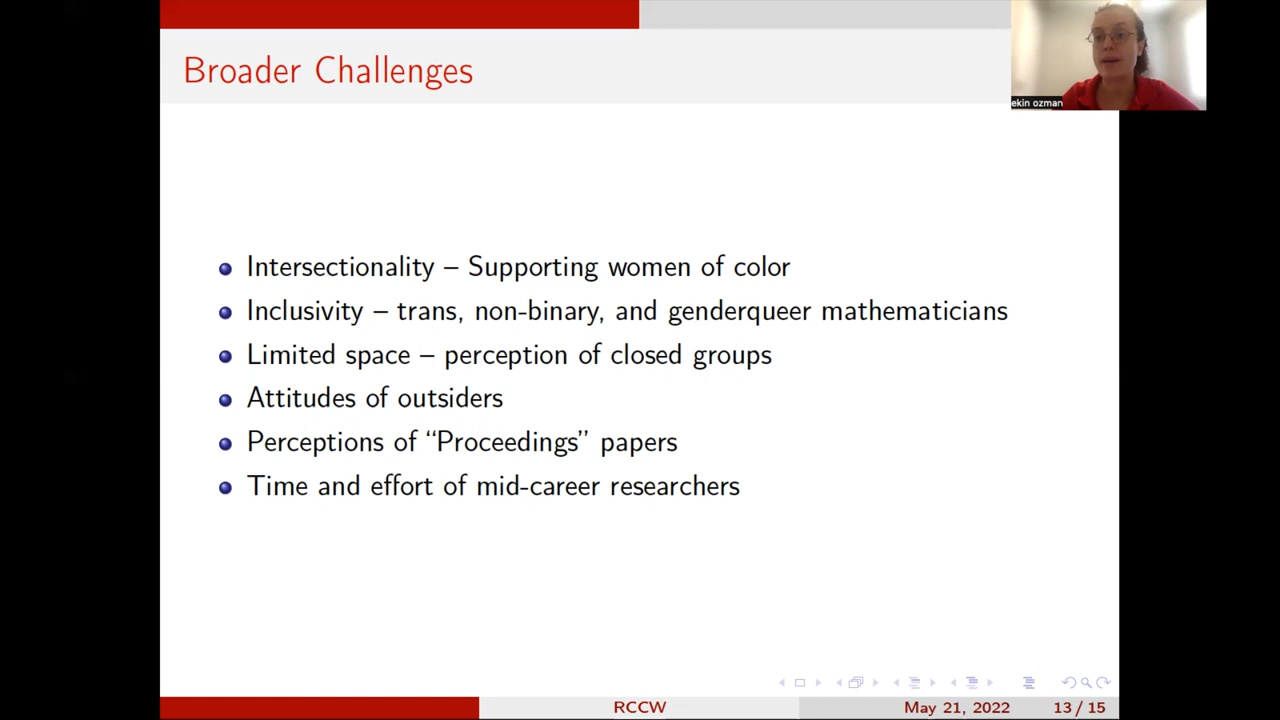 Broader Challenges
ekin ozman
Intersectionality – Supporting women of color
Inclusivity – trans, non-binary, and genderqueer mathematicians
Limited space – perception of closed groups
Attitudes of outsiders
Perceptions of “Proceedings” papers
Time and effort of mid-career researchers
RCCW
May 21, 2022
13 / 15